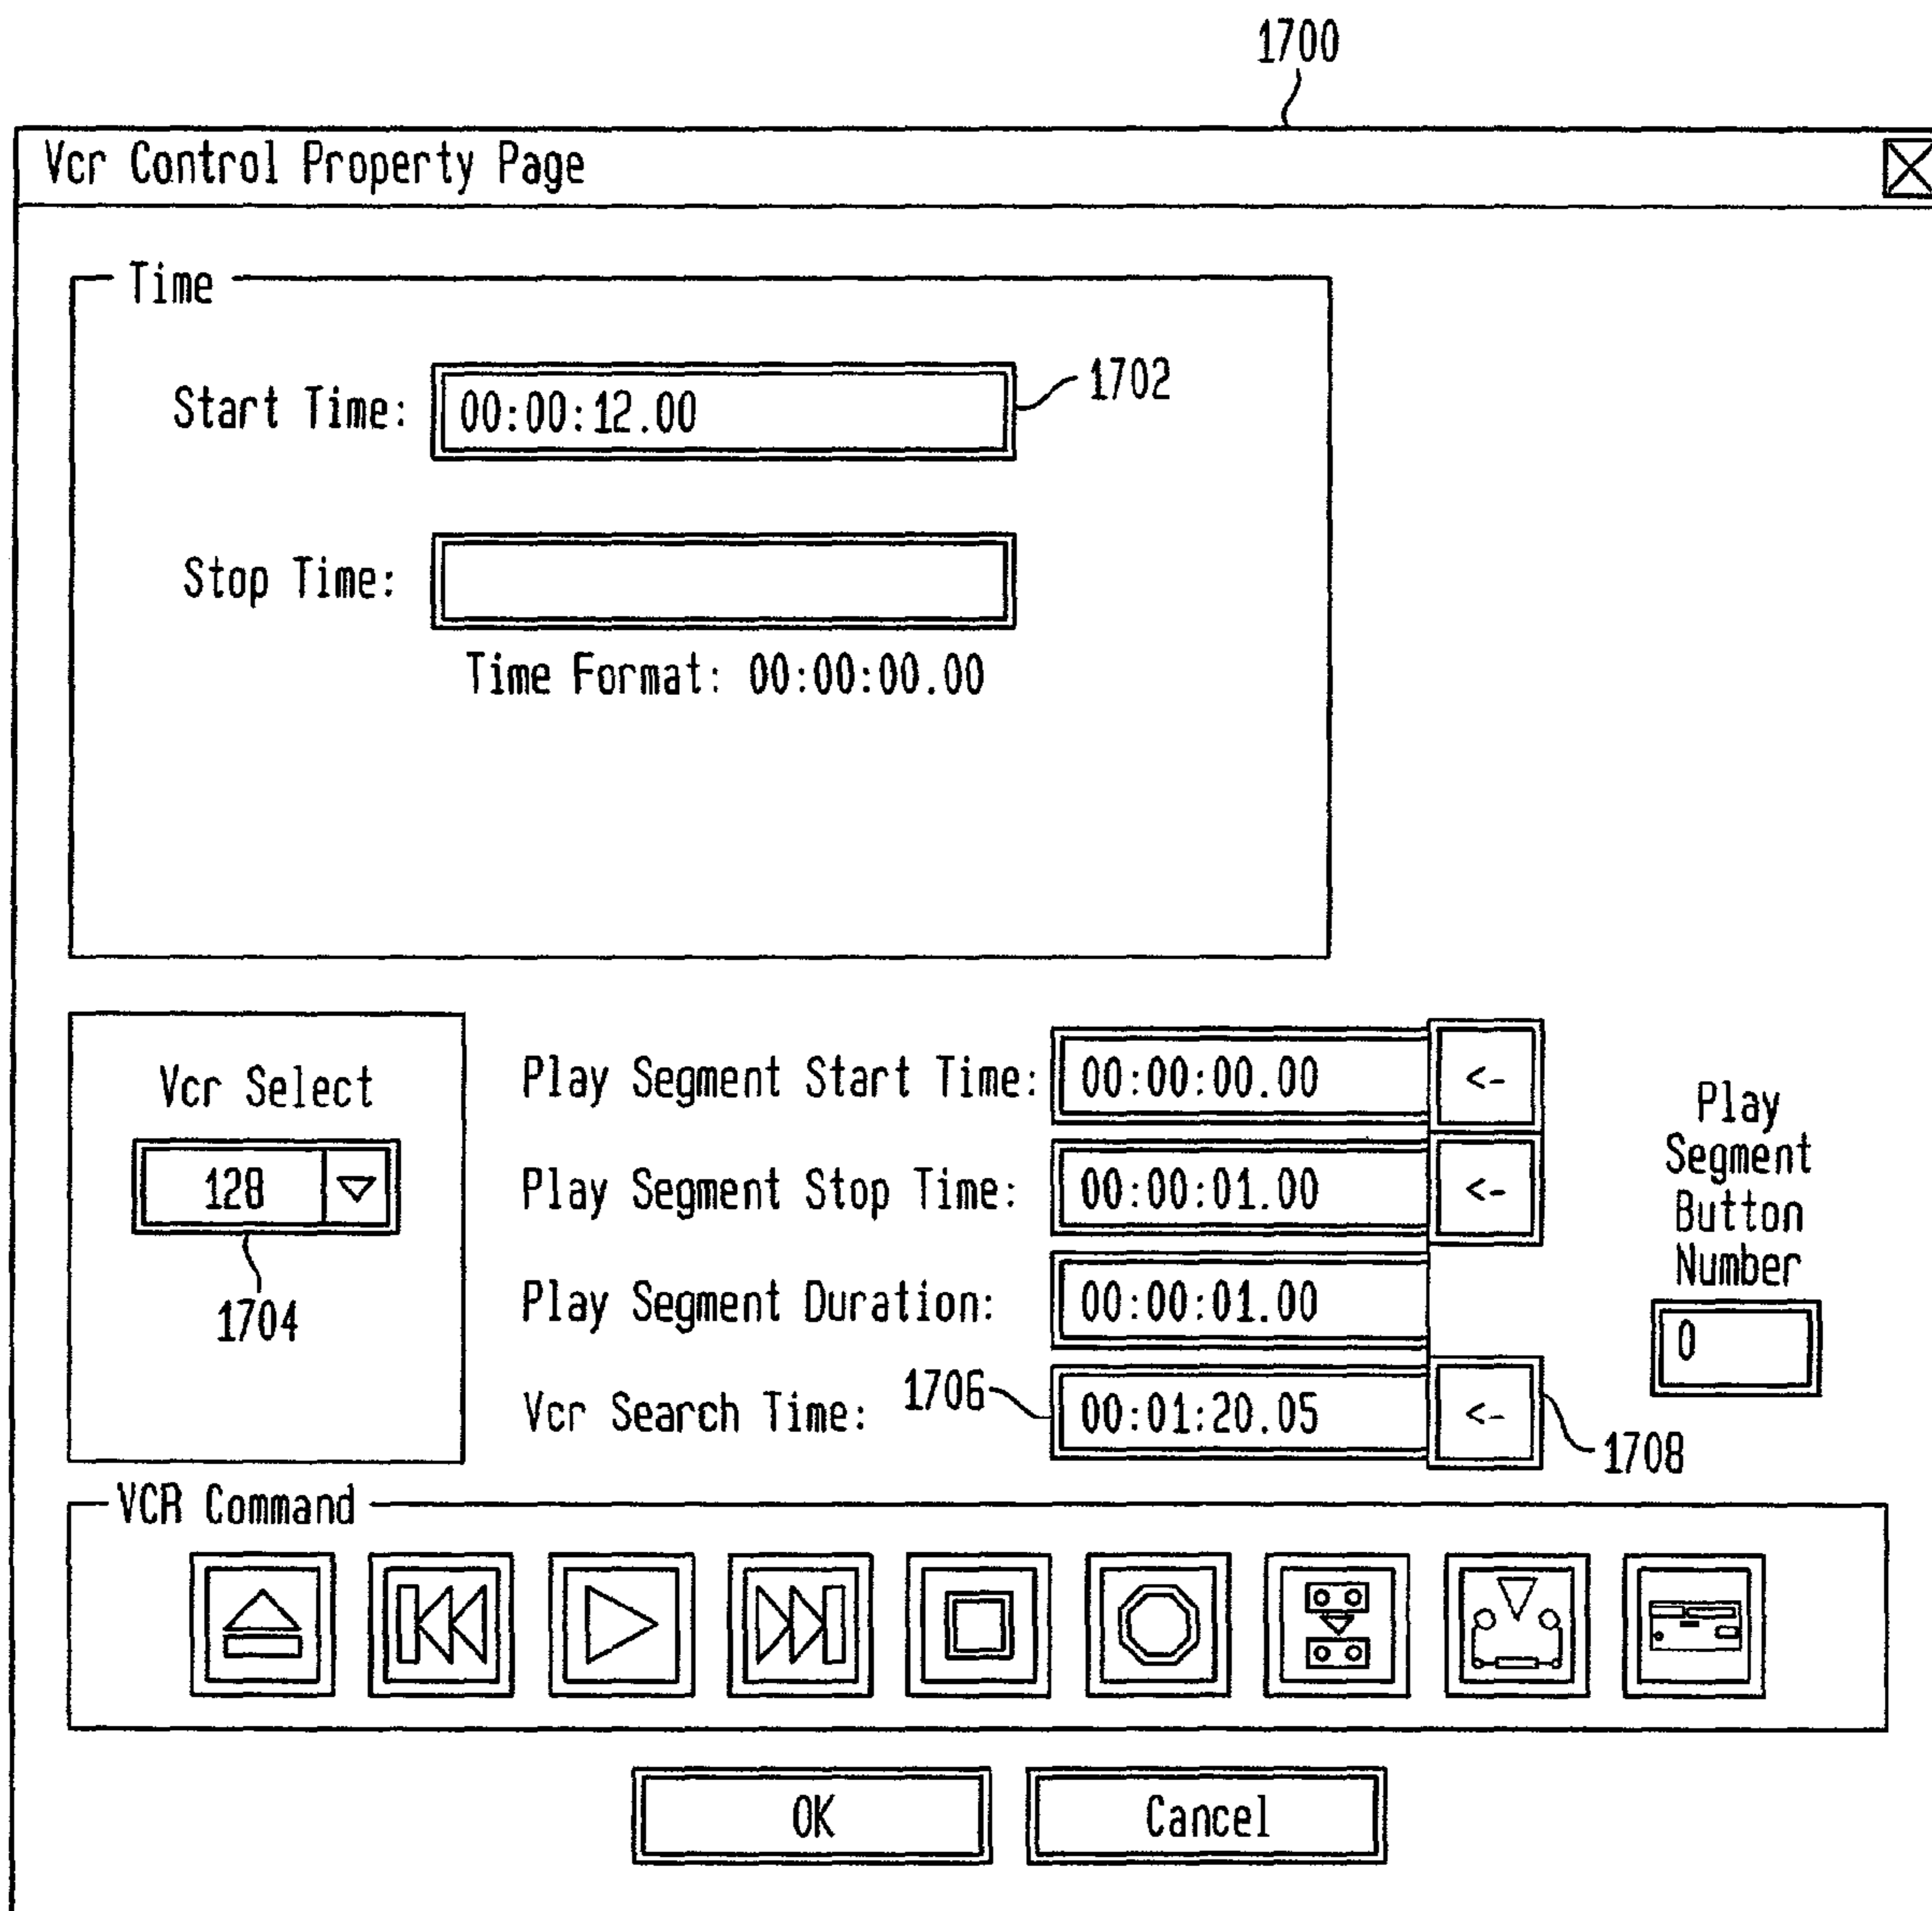 1700
Vcr Control Property Page
Time
Start Time: 00:00:12.00 1702
Stop Time:
Time Format: 00:00:00.00
Vcr Select
128
1704
Play Segment Start Time: 00:00:00.00 <-
Play Segment Stop Time: 00:00:01.00 <-
Play Segment Duration: 00:00:01.00
Vcr Search Time: 1706 00:01:20.05 <- 1708
Play
Segment
Button
Number
0
VCR Command
OK Cancel